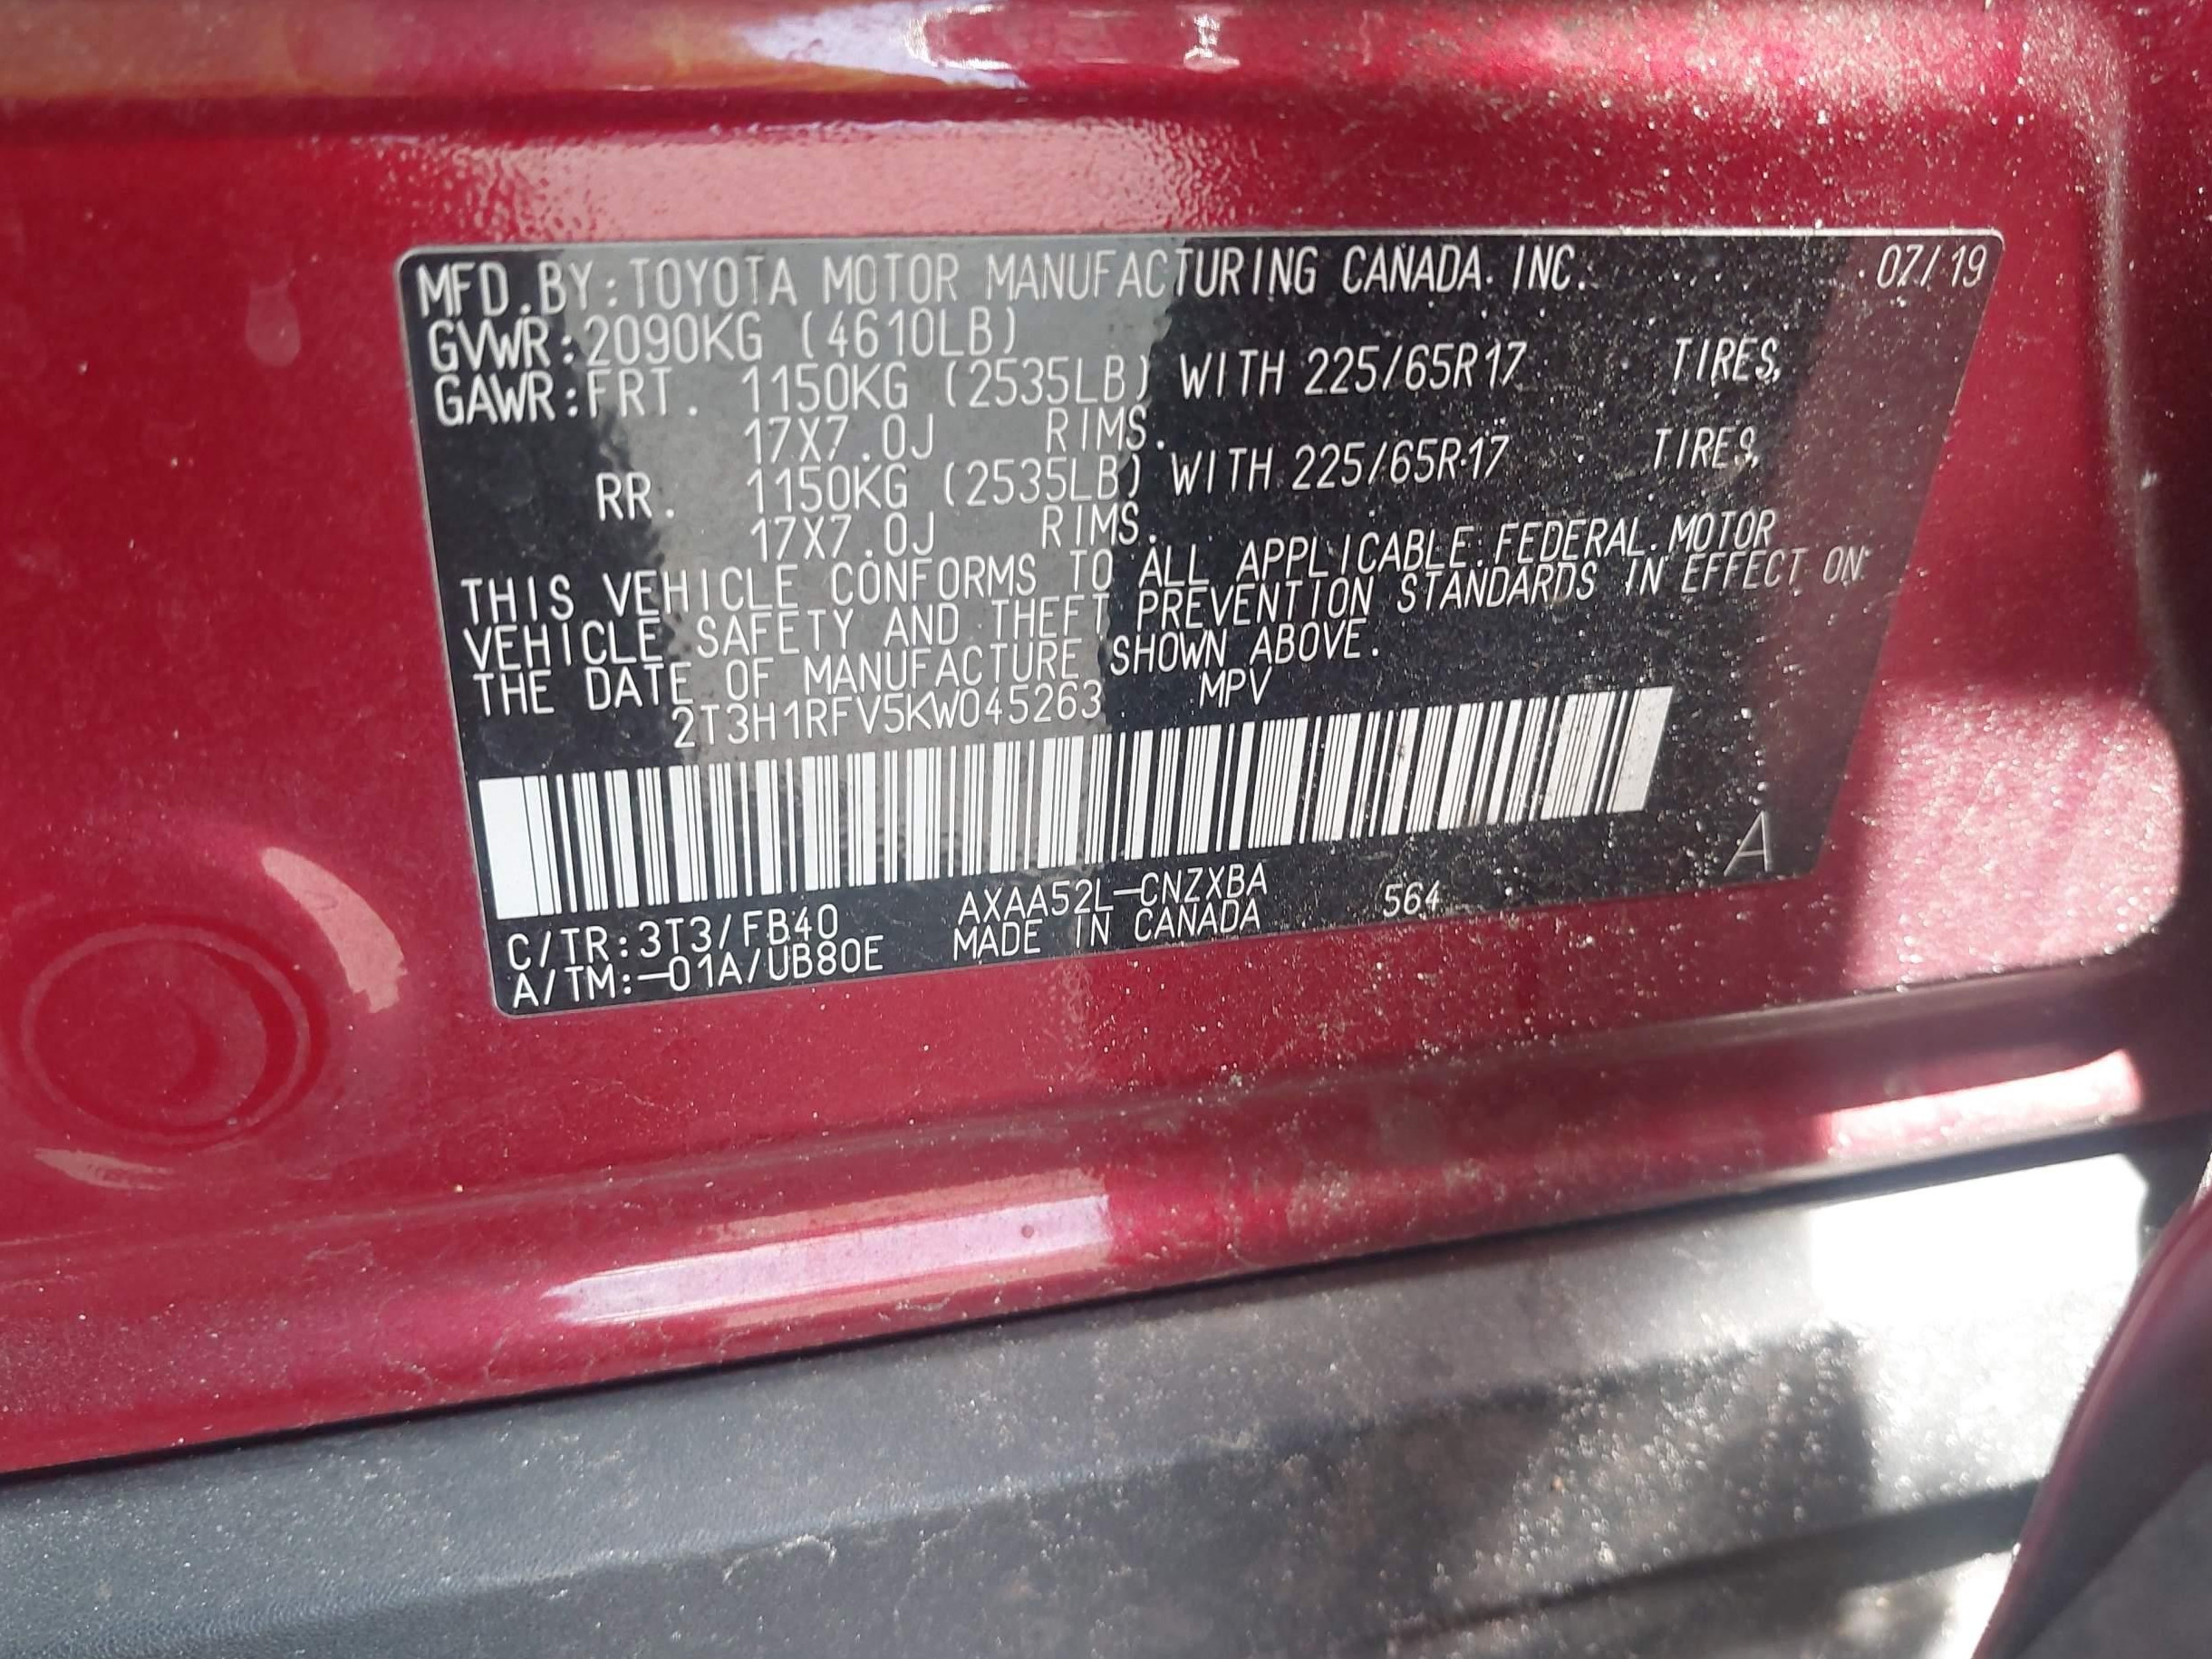 MFD.BY:TOYOTA MOTOR MANUFACTURING CANADA INC. 07/19
GVWR:2090KG (4610LB)
GAWR:FRT. 1150KG (2535LB) WITH 225/65R17 TIRES,
17X7.0J RIMS.
RR. 1150KG (2535LB) WITH 225/65R17 TIRES,
17X7.0J RIMS.
THIS VEHICLE CONFORMS TO ALL APPLICABLE FEDERAL MOTOR
VEHICLE SAFETY AND THEFT PREVENTION STANDARDS IN EFFECT ON
THE DATE OF MANUFACTURE SHOWN ABOVE.
2T3H1RFV5KW045263 MPV
C/TR:3T3/FB40 AXAA52L-CNZXBA 564 A
A/TM:-01A/UB80E MADE IN CANADA